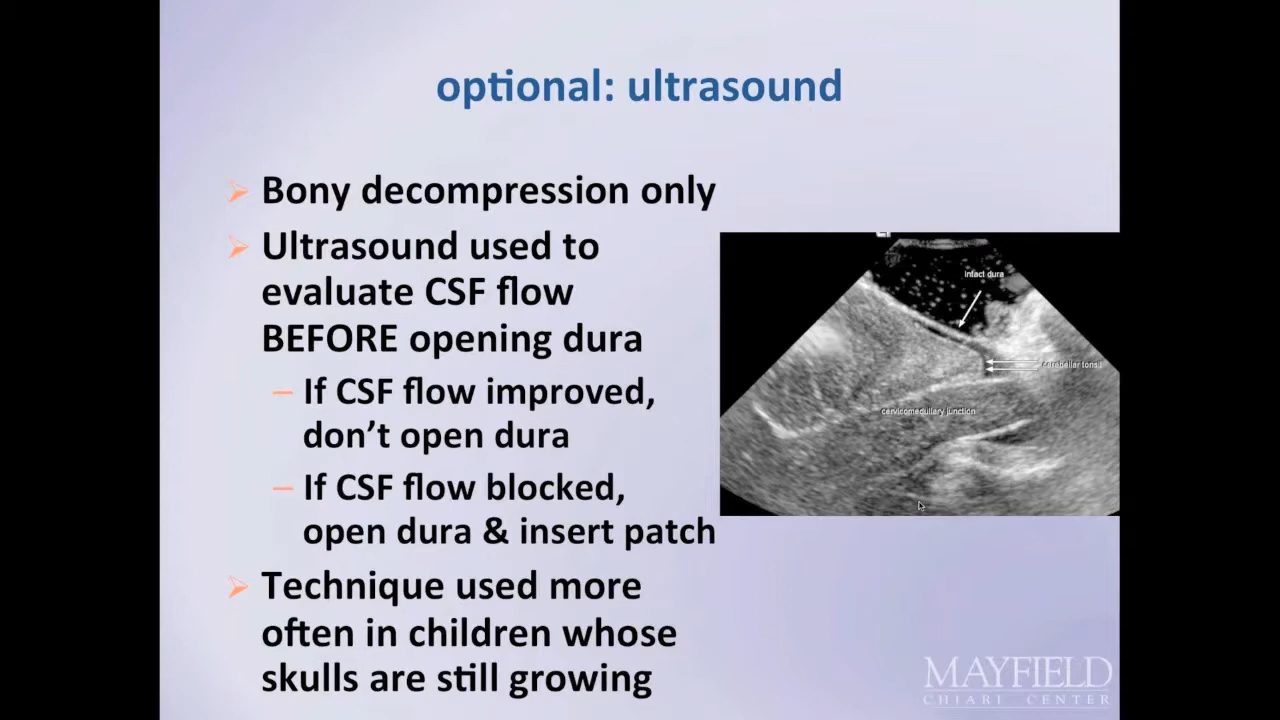 optional: ultrasound
➢ Bony decompression only
➢ Ultrasound used to
evaluate CSF flow
BEFORE opening dura
– If CSF flow improved,
don’t open dura
– If CSF flow blocked,
open dura & insert patch
➢ Technique used more
often in children whose
skulls are still growing
intact dura
cerebellar tonsil
cervicomedullary junction
MAYFIELD
CHIARI CENTER